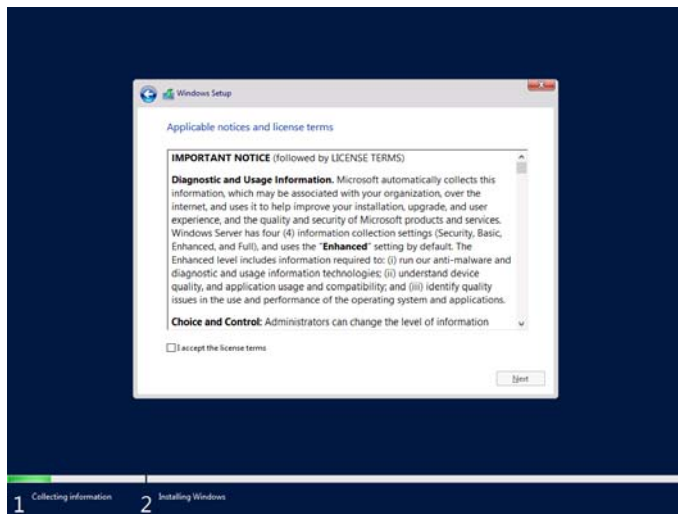 Windows Setup
Applicable notices and license terms
IMPORTANT NOTICE (followed by LICENSE TERMS)
Diagnostic and Usage Information. Microsoft automatically collects this
information, which may be associated with your organization, over the
internet, and uses it to help improve your installation, upgrade, and user
experience, and the quality and security of Microsoft products and services.
Windows Server has four (4) information collection settings (Security, Basic,
Enhanced, and Full), and uses the "Enhanced" setting by default. The
Enhanced level includes information required to: (i) run our anti-malware and
diagnostic and usage information technologies; (ii) understand device
quality, and application usage and compatibility; and (iii) identify quality
issues in the use and performance of the operating system and applications.
Choice and Control: Administrators can change the level of information
I accept the license terms
Next
1 Collecting information
2 Installing Windows